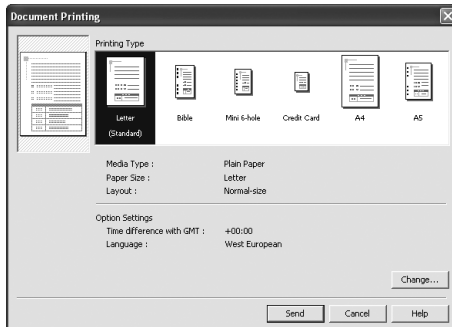 Document Printing
Printing Type
Letter
(Standard)
Bible
Mini 6-hole
Credit Card
A4
A5
Media Type : Plain Paper
Paper Size : Letter
Layout : Normal-size
Option Settings
Time difference with GMT : +00:00
Language : West European
Change...
Send Cancel Help